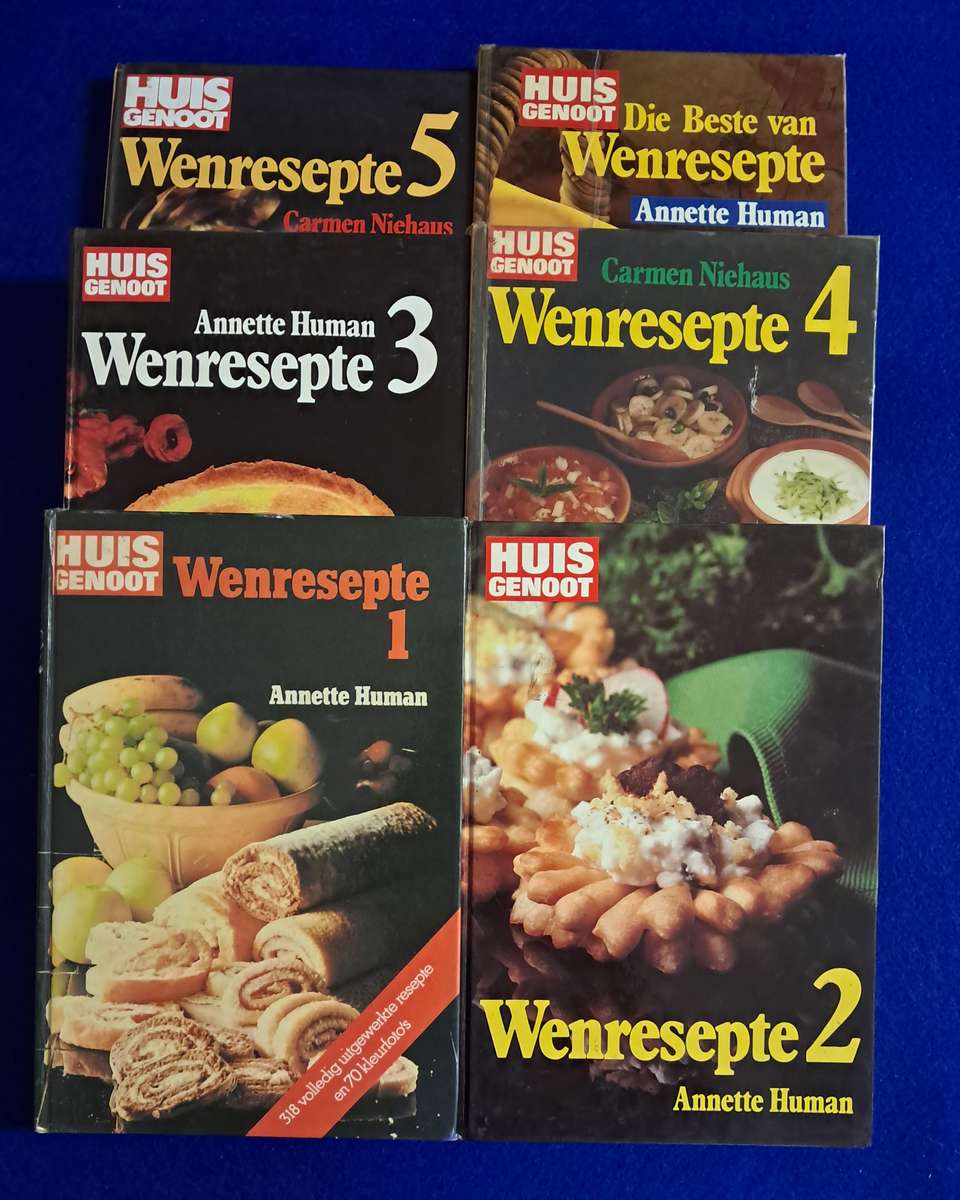 HUIS
GENOOT
Wenresepte 5
Carmen Niehaus
HUIS
GENOOT
Die Beste van
Wenresepte
Annette Human
HUIS
GENOOT
Annette Human
Wenresepte 3
HUIS
GENOOT
Carmen Niehaus
Wenresepte 4
HUIS
GENOOT
Wenresepte
1
Annette Human
318 volledig uitgewerkte resepte
en 70 kleurfoto's
HUIS
GENOOT
Wenresepte 2
Annette Human